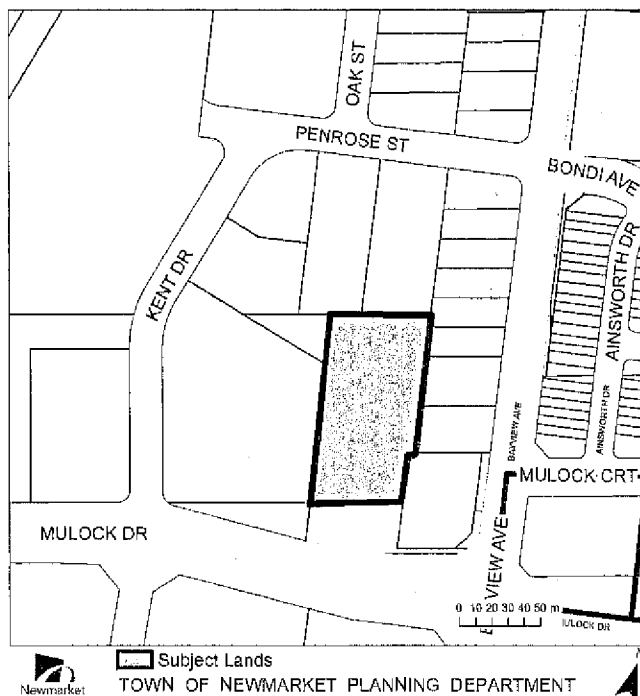 OAK ST
PENROSE ST
BONDI AVE
AINSWORTH DR
KENT DR
AINSWORTH DR
BAYVIEW AVE
MULOCK CRT
MULOCK DR
VIEW AVE
0 10 20 30 40 50 m
MULOCK DR
Subject Lands
Newmarket
TOWN OF NEWMARKET PLANNING DEPARTMENT